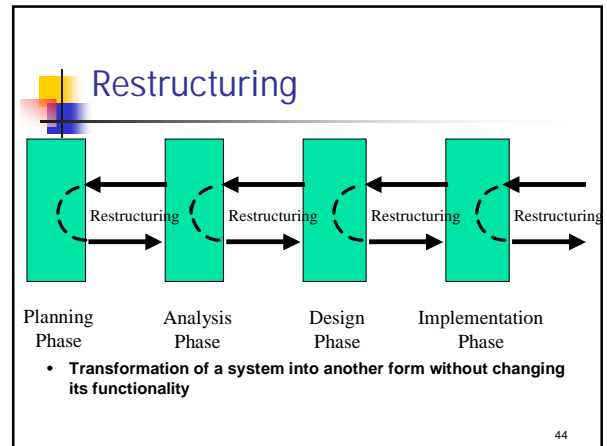 Restructuring
Restructuring Restructuring Restructuring Restructuring
Planning Phase
Analysis Phase
Design Phase
Implementation Phase
• Transformation of a system into another form without changing
its functionality
44